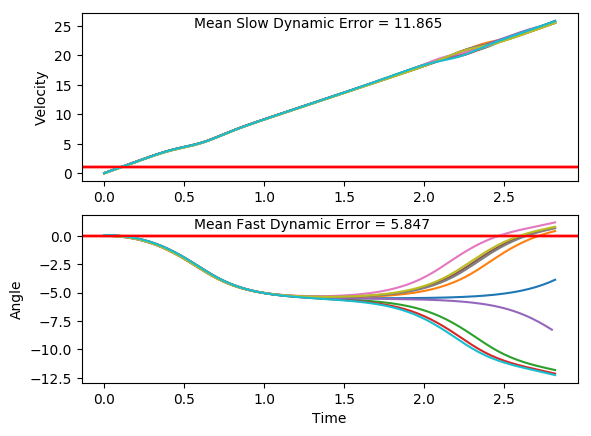 Mean Slow Dynamic Error = 11.865
25
20
15
10
5
0
Velocity
0.0 0.5 1.0 1.5 2.0 2.5
Mean Fast Dynamic Error = 5.847
0.0
−2.5
−5.0
−7.5
−10.0
−12.5
Angle
0.0 0.5 1.0 1.5 2.0 2.5
Time